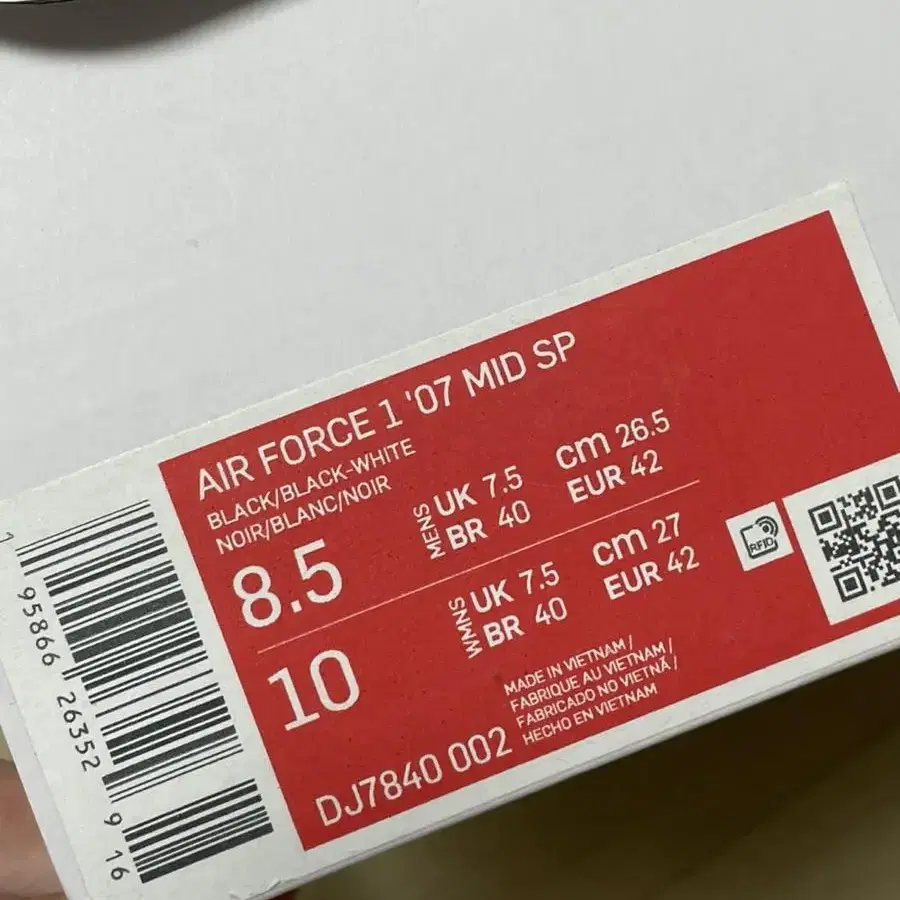 AIR FORCE 1 '07 MID SP
BLACK/BLACK-WHITE
NOIR/BLANC/NOIR
8.5
MENS
UK 7.5
cm 26.5
BR 40
EUR 42
10
WMNS
UK 7.5
cm 27
BR 40
EUR 42
MADE IN VIETNAM /
FABRIQUE AU VIETNAM /
FABRICADO NO VIETNÃ /
HECHO EN VIETNAM
DJ7840 002
RFID
1
95866
26352
9
16